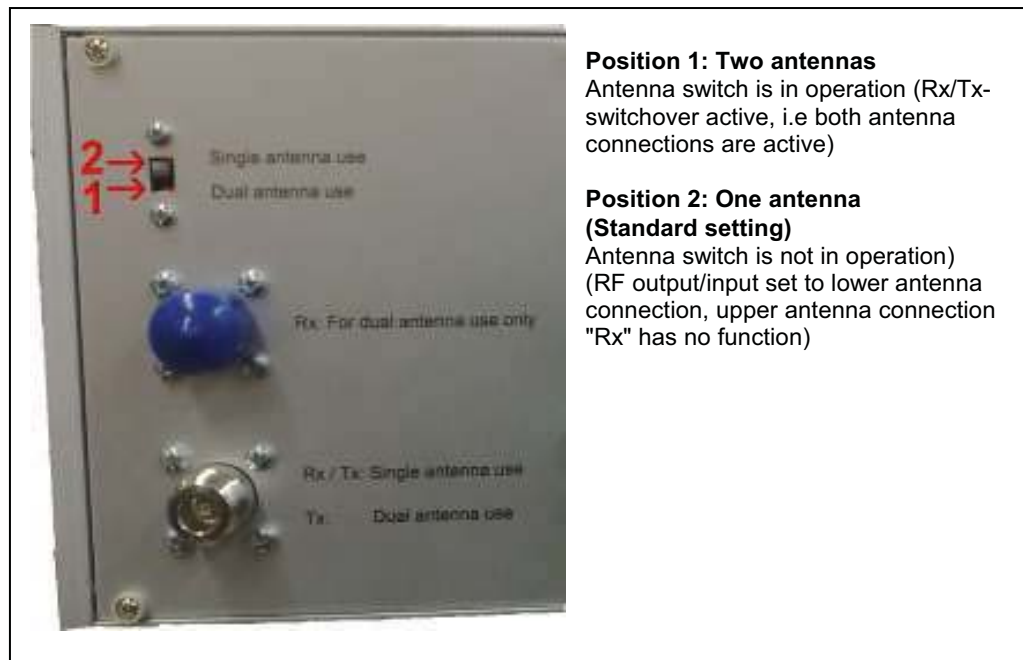 2
1
Single antenna use
Dual antenna use
Rx: For dual antenna use only
Rx / Tx: Single antenna use
Tx: Dual antenna use
Position 1: Two antennas
Antenna switch is in operation (Rx/Tx-
switchover active, i.e both antenna
connections are active)
Position 2: One antenna
(Standard setting)
Antenna switch is not in operation)
(RF output/input set to lower antenna
connection, upper antenna connection
"Rx" has no function)